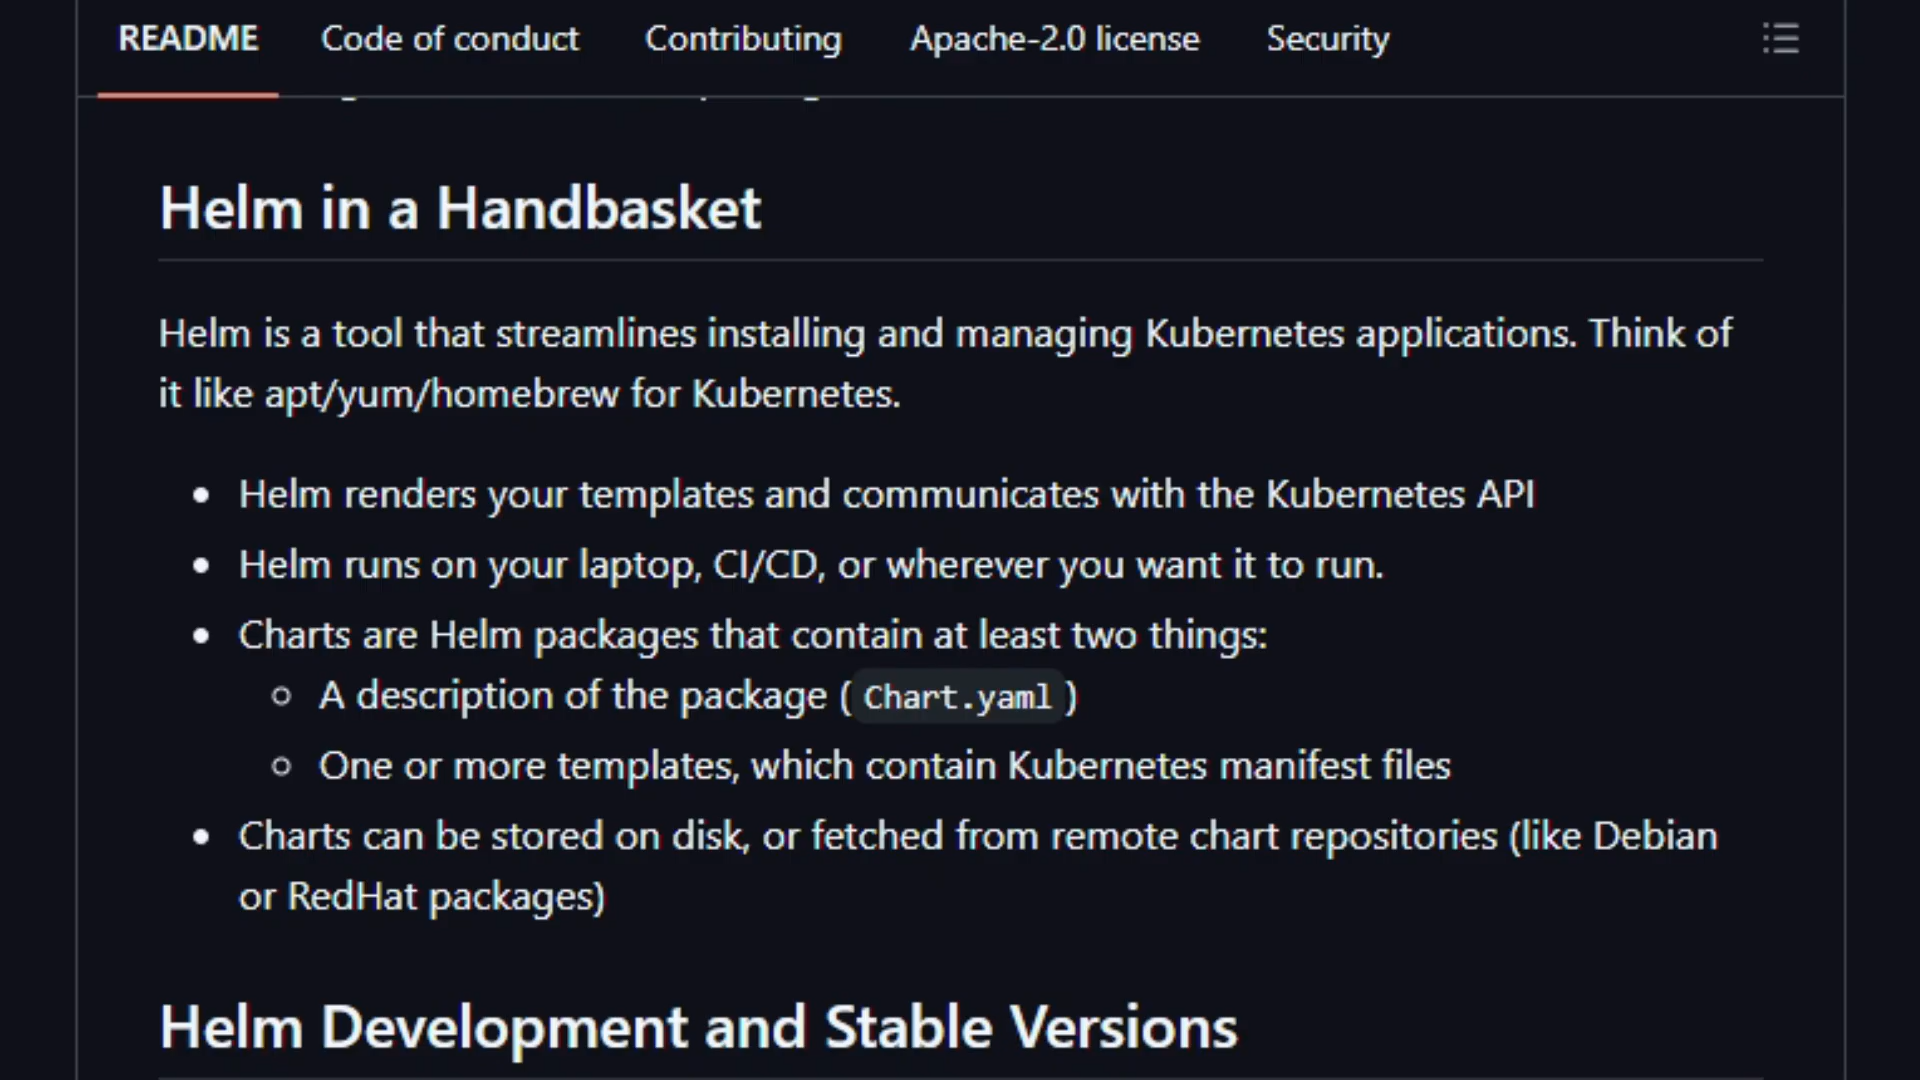 README Code of conduct Contributing Apache-2.0 license Security
Helm in a Handbasket
Helm is a tool that streamlines installing and managing Kubernetes applications. Think of
it like apt/yum/homebrew for Kubernetes.
Helm renders your templates and communicates with the Kubernetes API
Helm runs on your laptop, CI/CD, or wherever you want it to run.
Charts are Helm packages that contain at least two things:
A description of the package (Chart.yaml)
One or more templates, which contain Kubernetes manifest files
Charts can be stored on disk, or fetched from remote chart repositories (like Debian
or RedHat packages)
Helm Development and Stable Versions